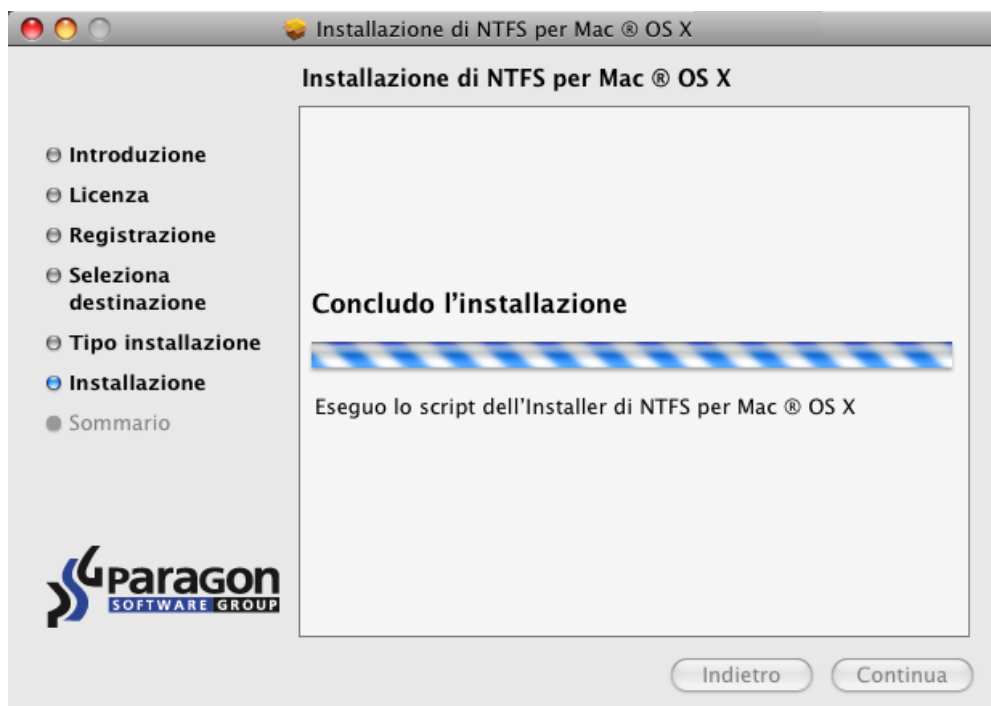 Installazione di NTFS per Mac ® OS X
Installazione di NTFS per Mac ® OS X
Introduzione
Licenza
Registrazione
Seleziona
destinazione
Tipo installazione
Installazione
Sommario
Concludo l'installazione
Eseguo lo script dell'Installer di NTFS per Mac ® OS X
Paragon
SOFTWARE GROUP
Indietro
Continua